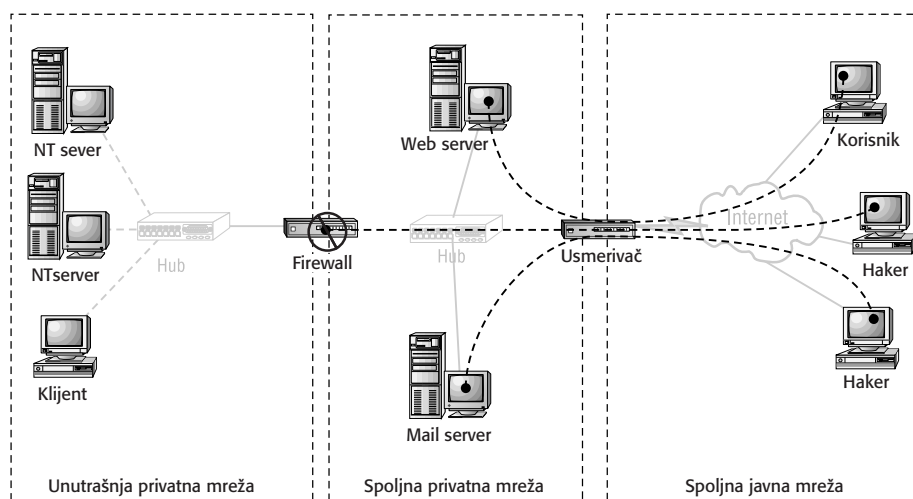 NT sever
Web server
Korisnik
NTserver
Hub
Firewall
Hub
Usmerivač
Internet
Haker
Klijent
Mail server
Haker
Unutrašnja privatna mreža
Spoljna privatna mreža
Spoljna javna mreža